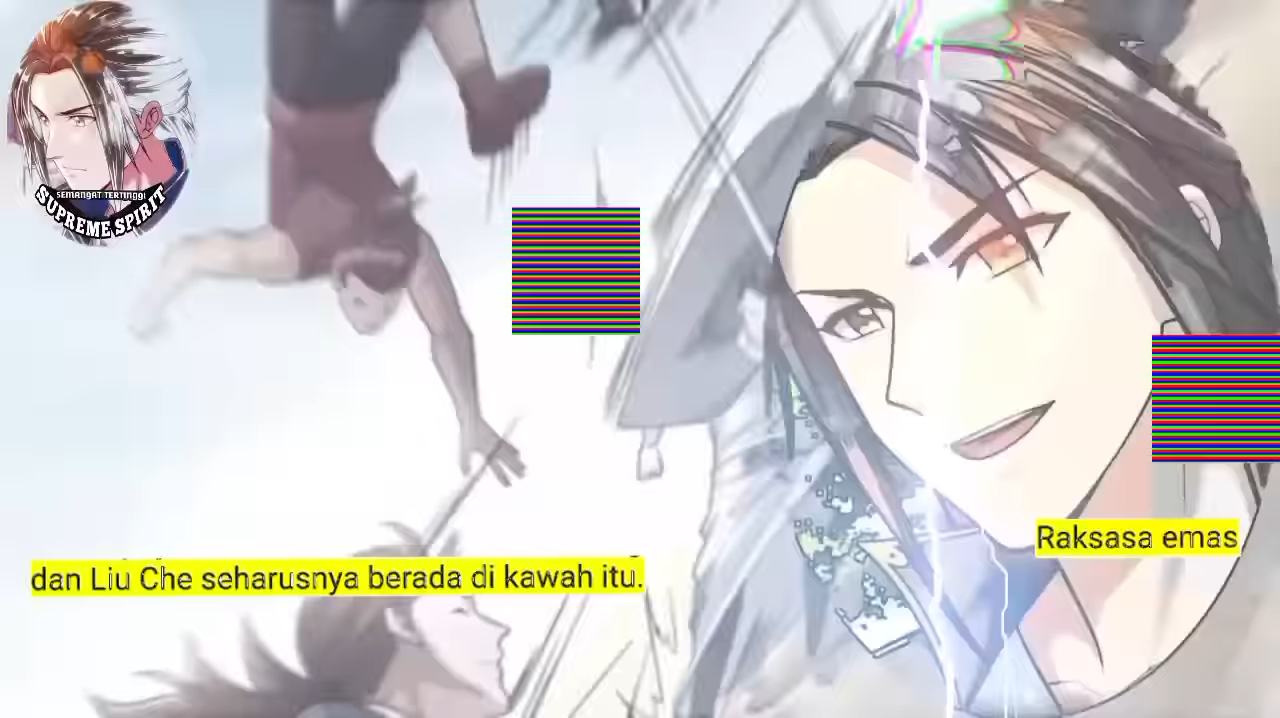 SEMANGAT TERTINGGI
SUPREME SPIRIT
Raksasa emas
dan Liu Che seharusnya berada di kawah itu.